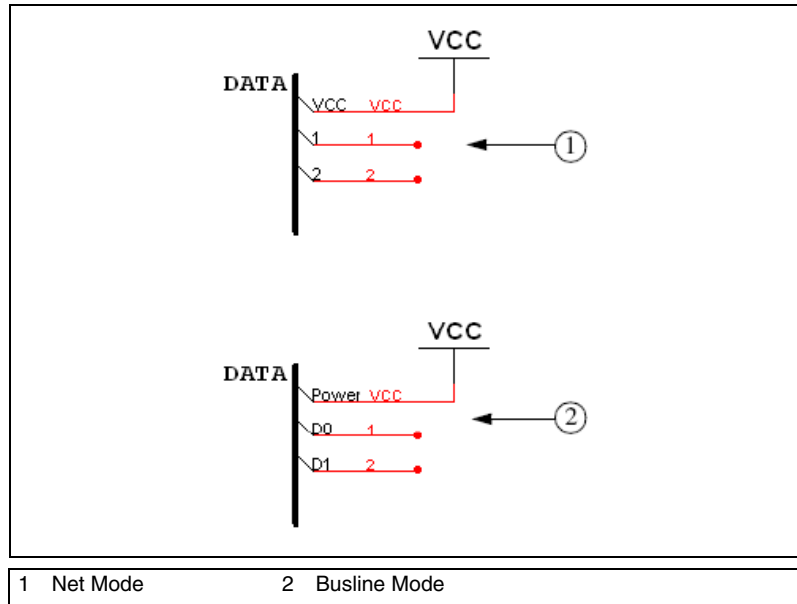 VCC
DATA
VCC VCC
1 1
1
2 2
VCC
DATA
Power VCC
D0 1
2
D1 2
1 Net Mode 2 Busline Mode